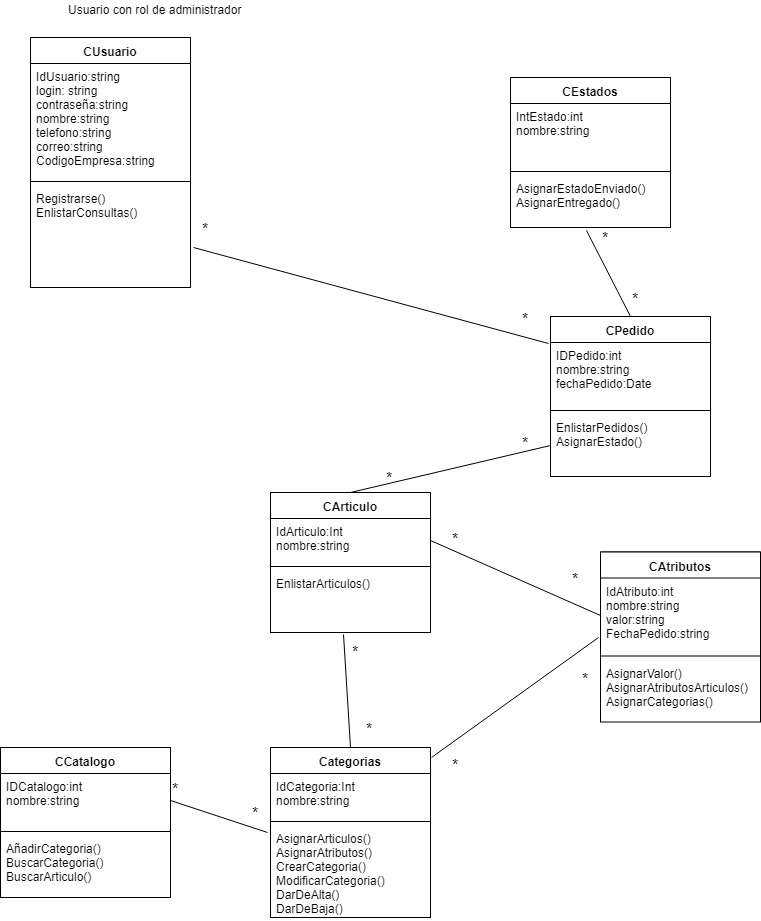 Usuario con rol de administrador
CUsuario
IdUsuario:string
login: string
contraseña:string
nombre:string
telefono:string
correo:string
CodigoEmpresa:string
Registrarse()
EnlistarConsultas()
*
*
CEstados
IntEstado:int
nombre:string
AsignarEstadoEnviado()
AsignarEntregado()
*
*
CPedido
IDPedido:int
nombre:string
fechaPedido:Date
EnlistarPedidos()
AsignarEstado()
*
*
CArticulo
IdArticulo:Int
nombre:string
EnlistarArticulos()
*
*
CAtributos
IdAtributo:int
nombre:string
valor:string
FechaPedido:string
AsignarValor()
AsignarAtributosArticulos()
AsignarCategorias()
*
*
*
*
CCatalogo
IDCatalogo:int
nombre:string
AñadirCategoria()
BuscarCategoria()
BuscarArticulo()
*
*
Categorias
IdCategoria:Int
nombre:string
AsignarArticulos()
AsignarAtributos()
CrearCategoria()
ModificarCategoria()
DarDeAlta()
DarDeBaja()